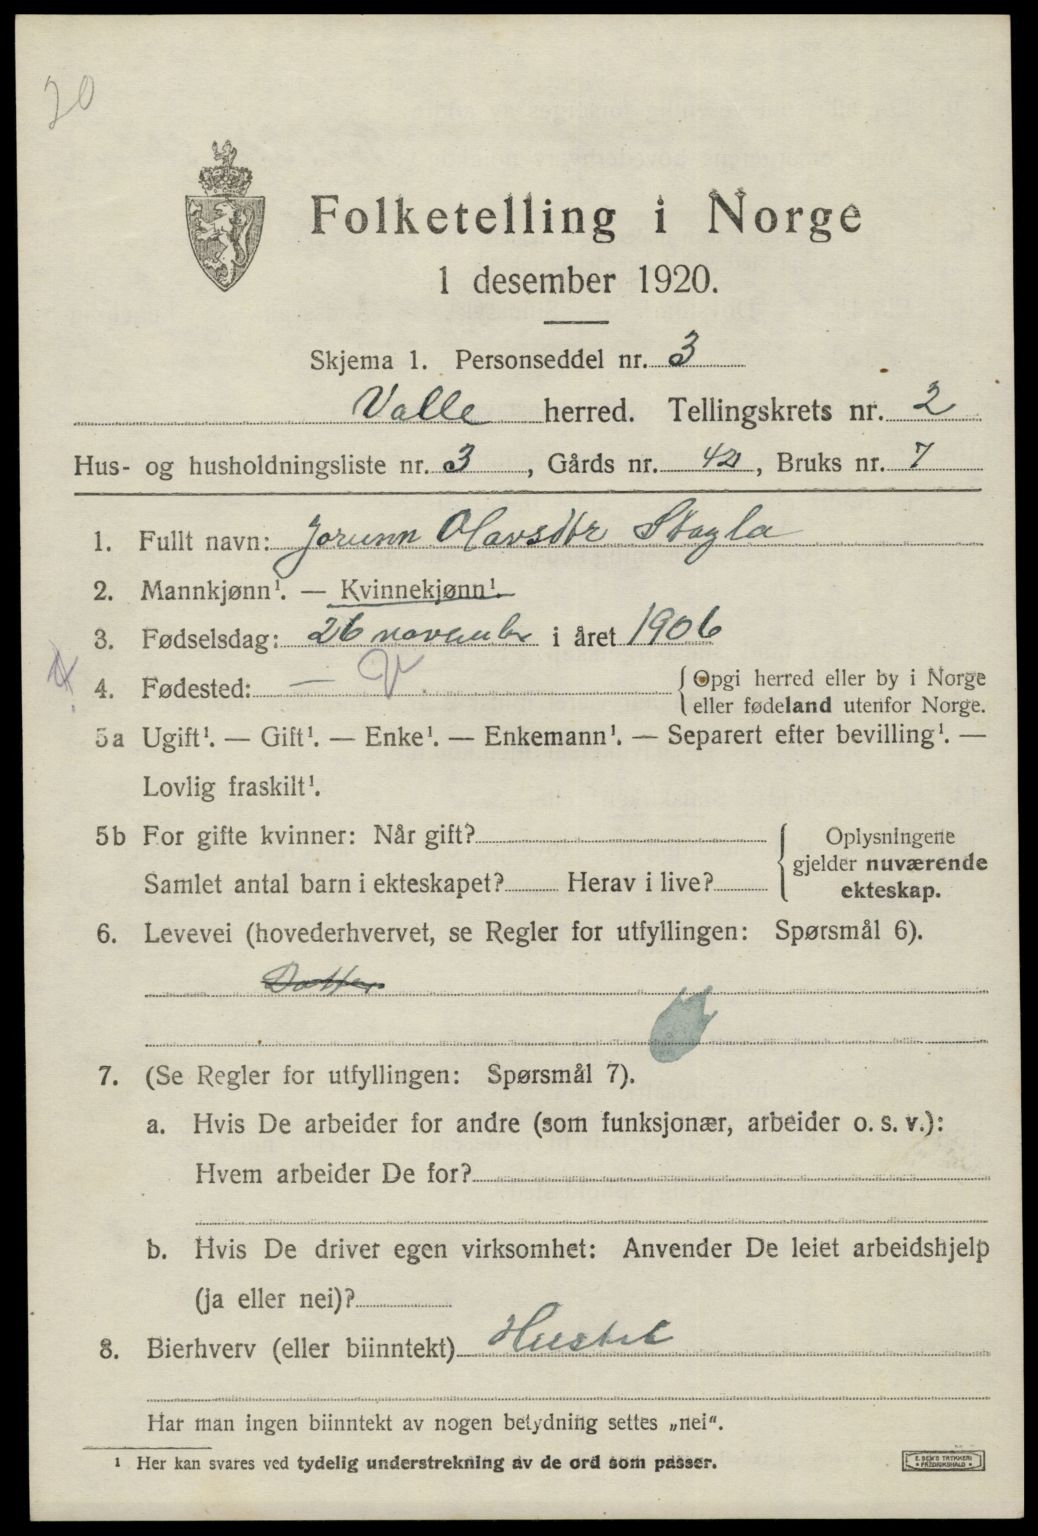 20
Folketelling i Norge
1 desember 1920.
Skjema 1. Personseddel nr. 3
Valle herred. Tellingskrets nr. 2
Hus- og husholdningsliste nr. 3, Gårds nr. 42, Bruks nr. 7
1. Fullt navn: Jorunn Olavsdtr
2. Mannkjønn¹. — Kvinnekjønn¹.
3. Fødselsdag: 26 november i året 1906
4. Fødested: — V. {Opgi herred eller by i Norge
eller fødeland utenfor Norge.
5a Ugift¹. — Gift¹. — Enke¹. — Enkemann¹. — Separert efter bevilling¹. —
Lovlig fraskilt¹.
5b For gifte kvinner: Når gift?
Samlet antal barn i ekteskapet? Herav i live?
Oplysningene
gjelder nuværende
ekteskap.
6. Levevei (hovederhvervet, se Regler for utfyllingen: Spørsmål 6).
Datter
7. (Se Regler for utfyllingen: Spørsmål 7).
a. Hvis De arbeider for andre (som funksjonær, arbeider o. s. v.):
Hvem arbeider De for?
b. Hvis De driver egen virksomhet: Anvender De leiet arbeidshjelp
(ja eller nei)?
8. Bierhverv (eller biinntekt)
Har man ingen biinntekt av nogen betydning settes „nei".
¹ Her kan svares ved tydelig understrekning av de ord som passer.
E. SEM'S TRYKKERI
FREDRIKSHALD